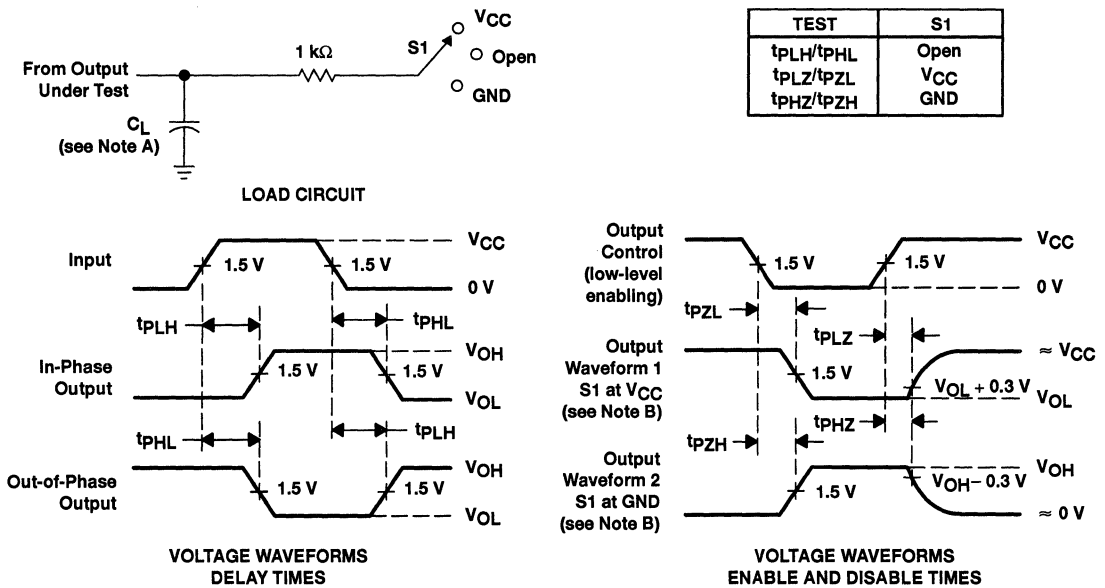 VCC
S1
1 kΩ
Open
From Output
Under Test
GND
CL
(see Note A)
LOAD CIRCUIT
TEST S1
tPLH/tPHL Open
tPLZ/tPZL VCC
tPHZ/tPZH GND
Input
1.5 V
1.5 V
VCC
0 V
tPLH
tPHL
In-Phase
Output
1.5 V
1.5 V
VOH
VOL
tPHL
tPLH
Out-of-Phase
Output
1.5 V
1.5 V
VOH
VOL
VOLTAGE WAVEFORMS
DELAY TIMES
Output
Control
(low-level
enabling)
1.5 V
1.5 V
VCC
0 V
tPZL
tPLZ
Output
Waveform 1
S1 at VCC
(see Note B)
1.5 V
≈ VCC
VOL + 0.3 V
VOL
tPHZ
tPZH
Output
Waveform 2
S1 at GND
(see Note B)
1.5 V
VOH
VOH – 0.3 V
≈ 0 V
VOLTAGE WAVEFORMS
ENABLE AND DISABLE TIMES